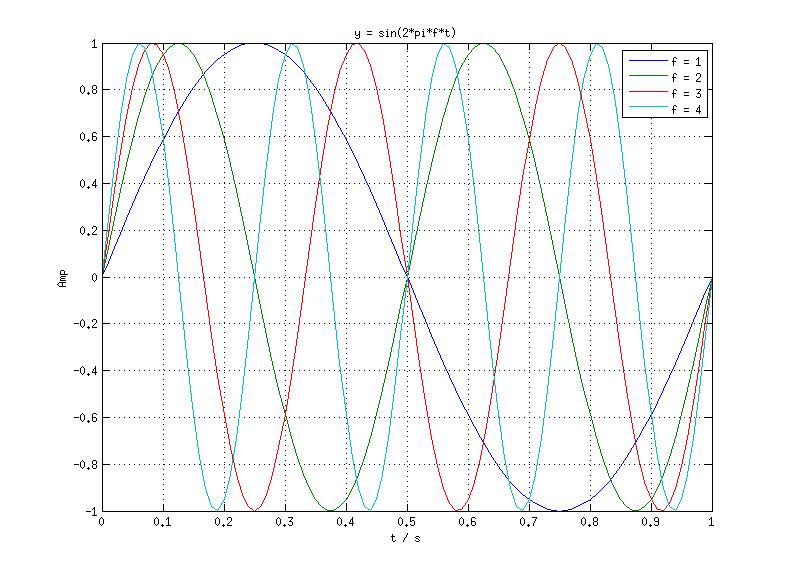 y = sin(2*pi*f*t)
f = 1
f = 2
f = 3
f = 4
1
0.8
0.6
0.4
0.2
0
-0.2
-0.4
-0.6
-0.8
-1
Amp
0 0.1 0.2 0.3 0.4 0.5 0.6 0.7 0.8 0.9 1
t / s